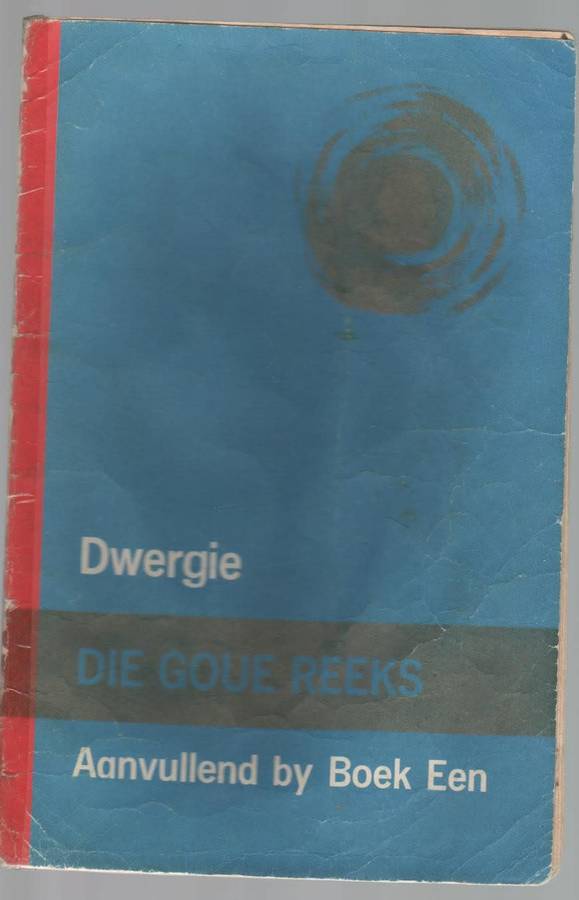 Dwergie
DIE GOUE REEKS
Aanvullend by Boek Een